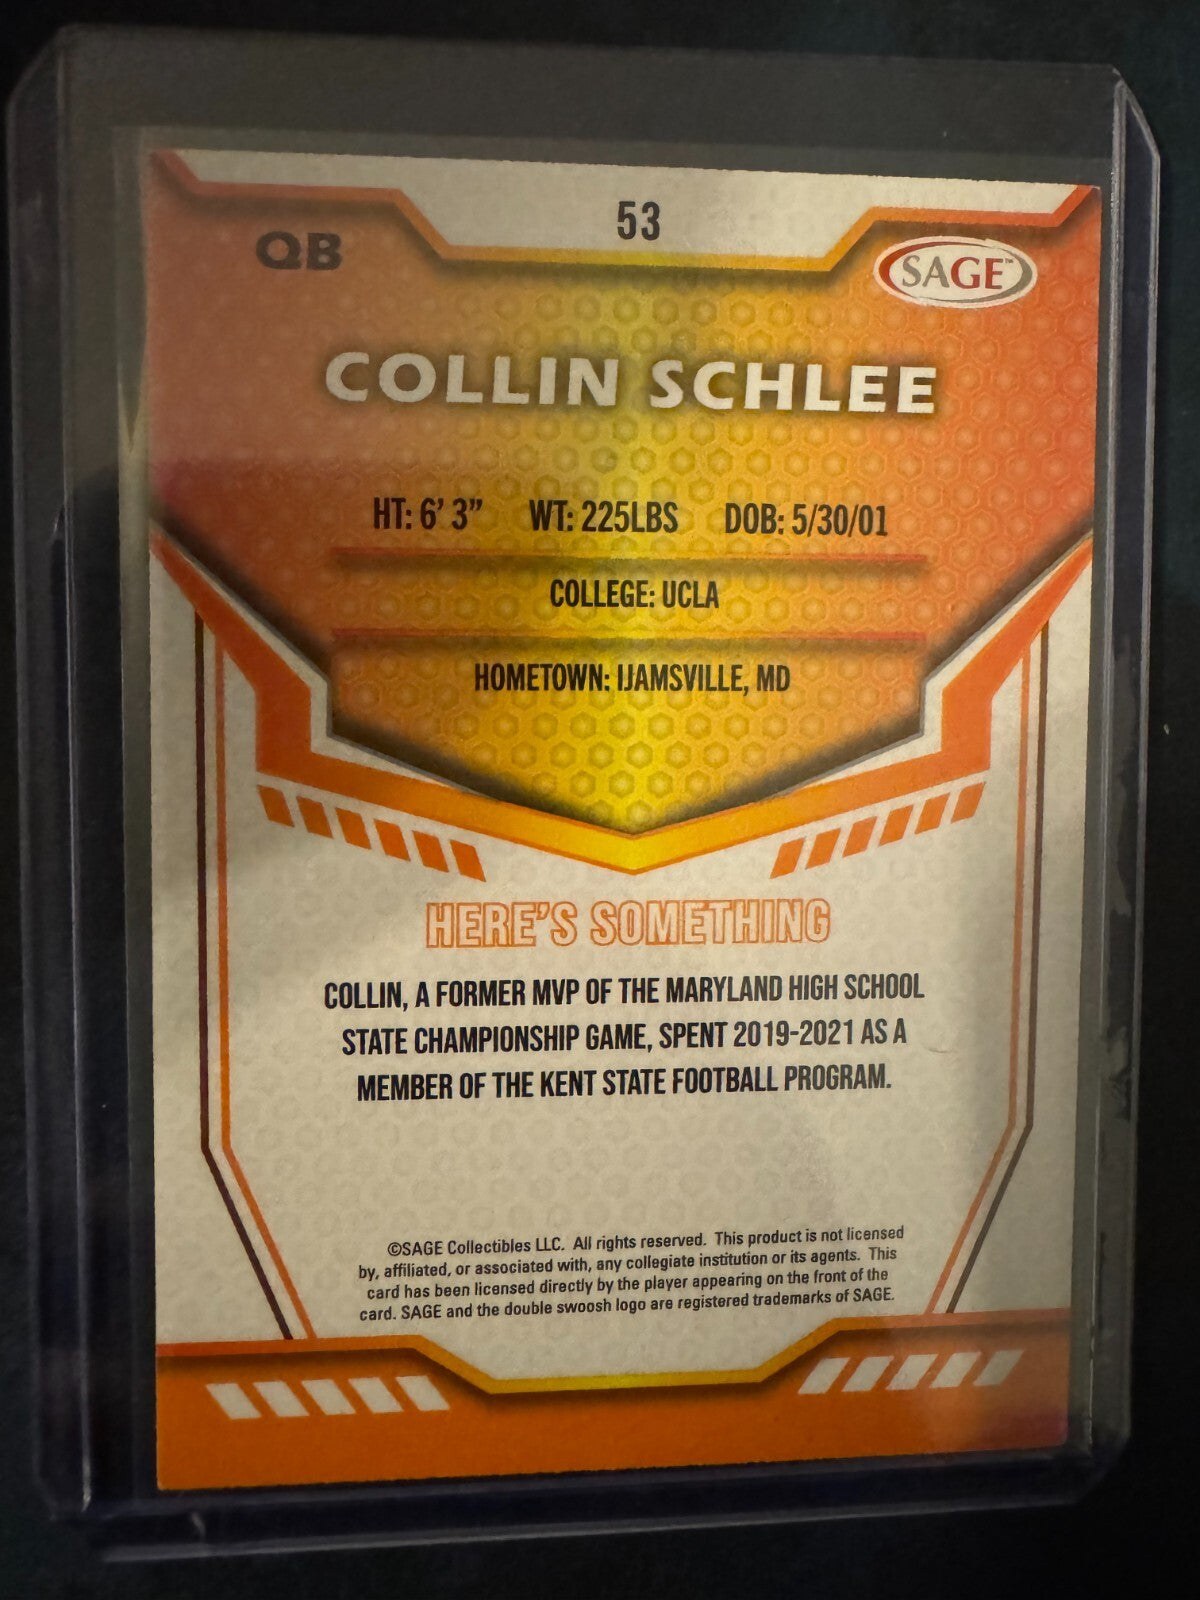 53
QB
SAGE™
COLLIN SCHLEE
HT: 6' 3" WT: 225LBS DOB: 5/30/01
COLLEGE: UCLA
HOMETOWN: IJAMSVILLE, MD
HERE'S SOMETHING
COLLIN, A FORMER MVP OF THE MARYLAND HIGH SCHOOL
STATE CHAMPIONSHIP GAME, SPENT 2019-2021 AS A
MEMBER OF THE KENT STATE FOOTBALL PROGRAM.
©SAGE Collectibles LLC. All rights reserved. This product is not licensed
by, affiliated, or associated with, any collegiate institution or its agents. This
card has been licensed directly by the player appearing on the front of the
card. SAGE and the double swoosh logo are registered trademarks of SAGE.